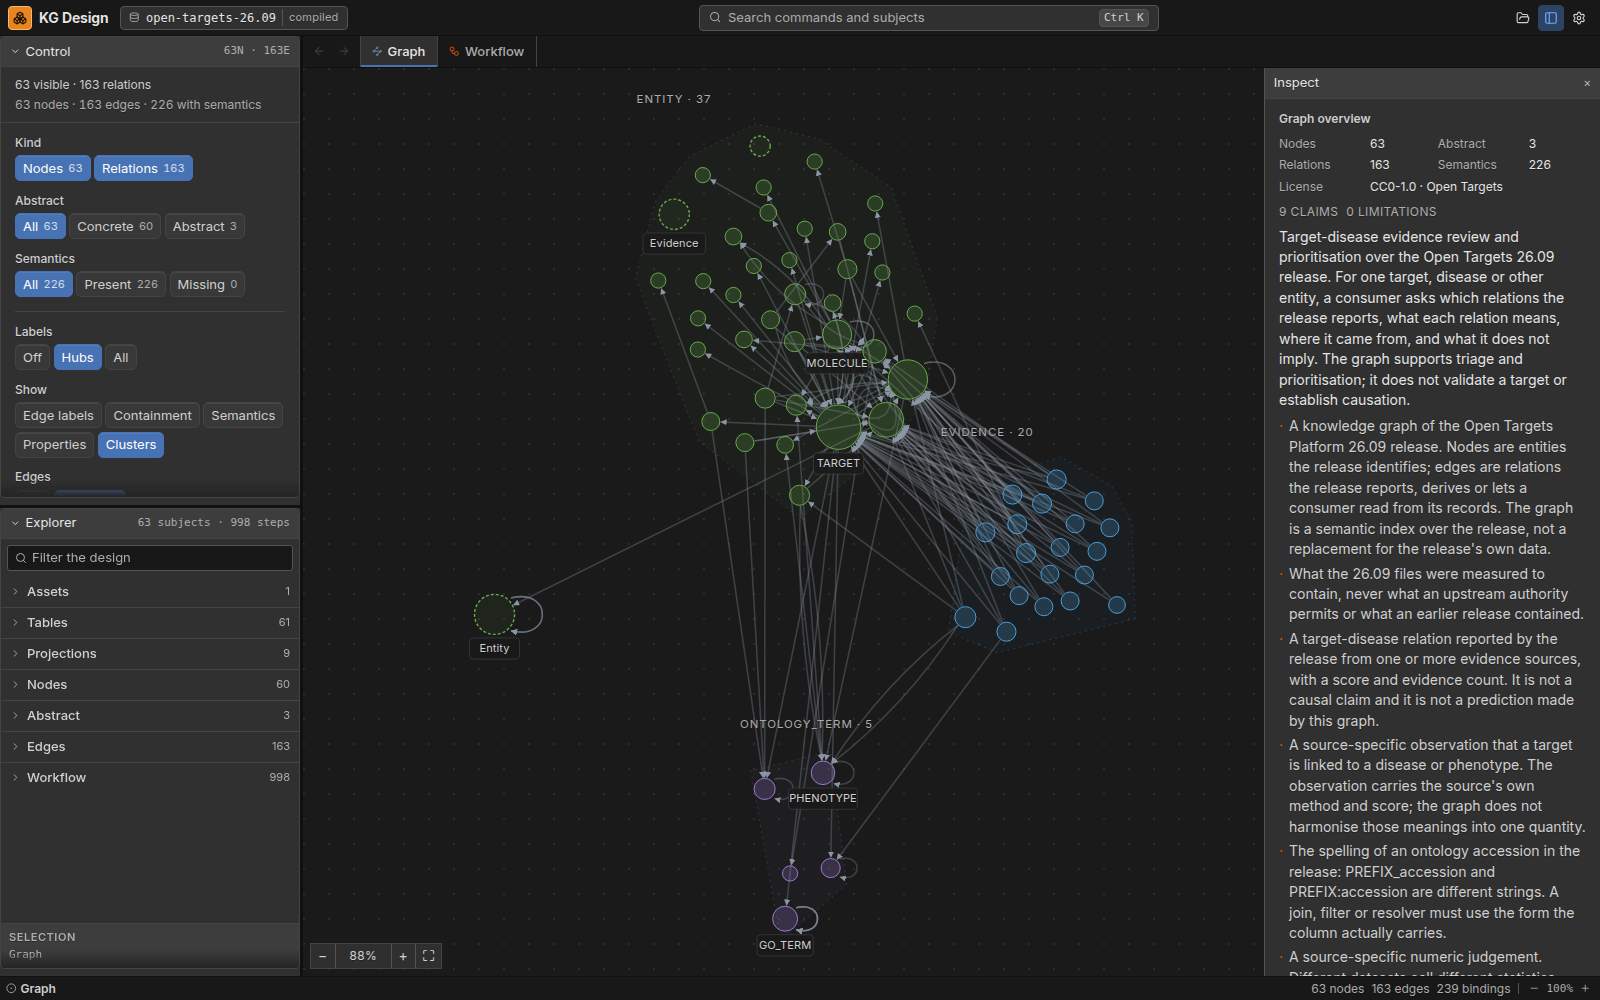 KG Design
open-targets-26.09 compiled
Search commands and subjects
Ctrl K
Control
63N · 163E
63 visible · 163 relations
63 nodes · 163 edges · 226 with semantics
Kind
Nodes 63
Relations 163
Abstract
All 63
Concrete 60
Abstract 3
Semantics
All 226
Present 226
Missing 0
Labels
Off
Hubs
All
Show
Edge labels
Containment
Semantics
Properties
Clusters
Edges
Explorer
63 subjects · 998 steps
Filter the design
Assets 1
Tables 61
Projections 9
Nodes 60
Abstract 3
Edges 163
Workflow 998
SELECTION
Graph
Graph
Workflow
ENTITY · 37
Evidence
MOLECULE
TARGET
EVIDENCE · 20
Entity
ONTOLOGY_TERM · 5
PHENOTYPE
GO_TERM
− 88% +
Inspect
×
Graph overview
Nodes 63 Abstract 3
Relations 163 Semantics 226
License CC0-1.0 · Open Targets
9 CLAIMS 0 LIMITATIONS
Target-disease evidence review and
prioritisation over the Open Targets 26.09
release. For one target, disease or other
entity, a consumer asks which relations the
release reports, what each relation means,
where it came from, and what it does not
imply. The graph supports triage and
prioritisation; it does not validate a target or
establish causation.
· A knowledge graph of the Open Targets
Platform 26.09 release. Nodes are entities
the release identifies; edges are relations
the release reports, derives or lets a
consumer read from its records. The graph
is a semantic index over the release, not a
replacement for the release's own data.
· What the 26.09 files were measured to
contain, never what an upstream authority
permits or what an earlier release contained.
· A target-disease relation reported by the
release from one or more evidence sources,
with a score and evidence count. It is not a
causal claim and it is not a prediction made
by this graph.
· A source-specific observation that a target
is linked to a disease or phenotype. The
observation carries the source's own
method and score; the graph does not
harmonise those meanings into one quantity.
· The spelling of an ontology accession in the
release: PREFIX_accession and
PREFIX:accession are different strings. A
join, filter or resolver must use the form the
column actually carries.
· A source-specific numeric judgement.
Different datasets sell different statistics
Graph
63 nodes 163 edges 239 bindings
− 100% +